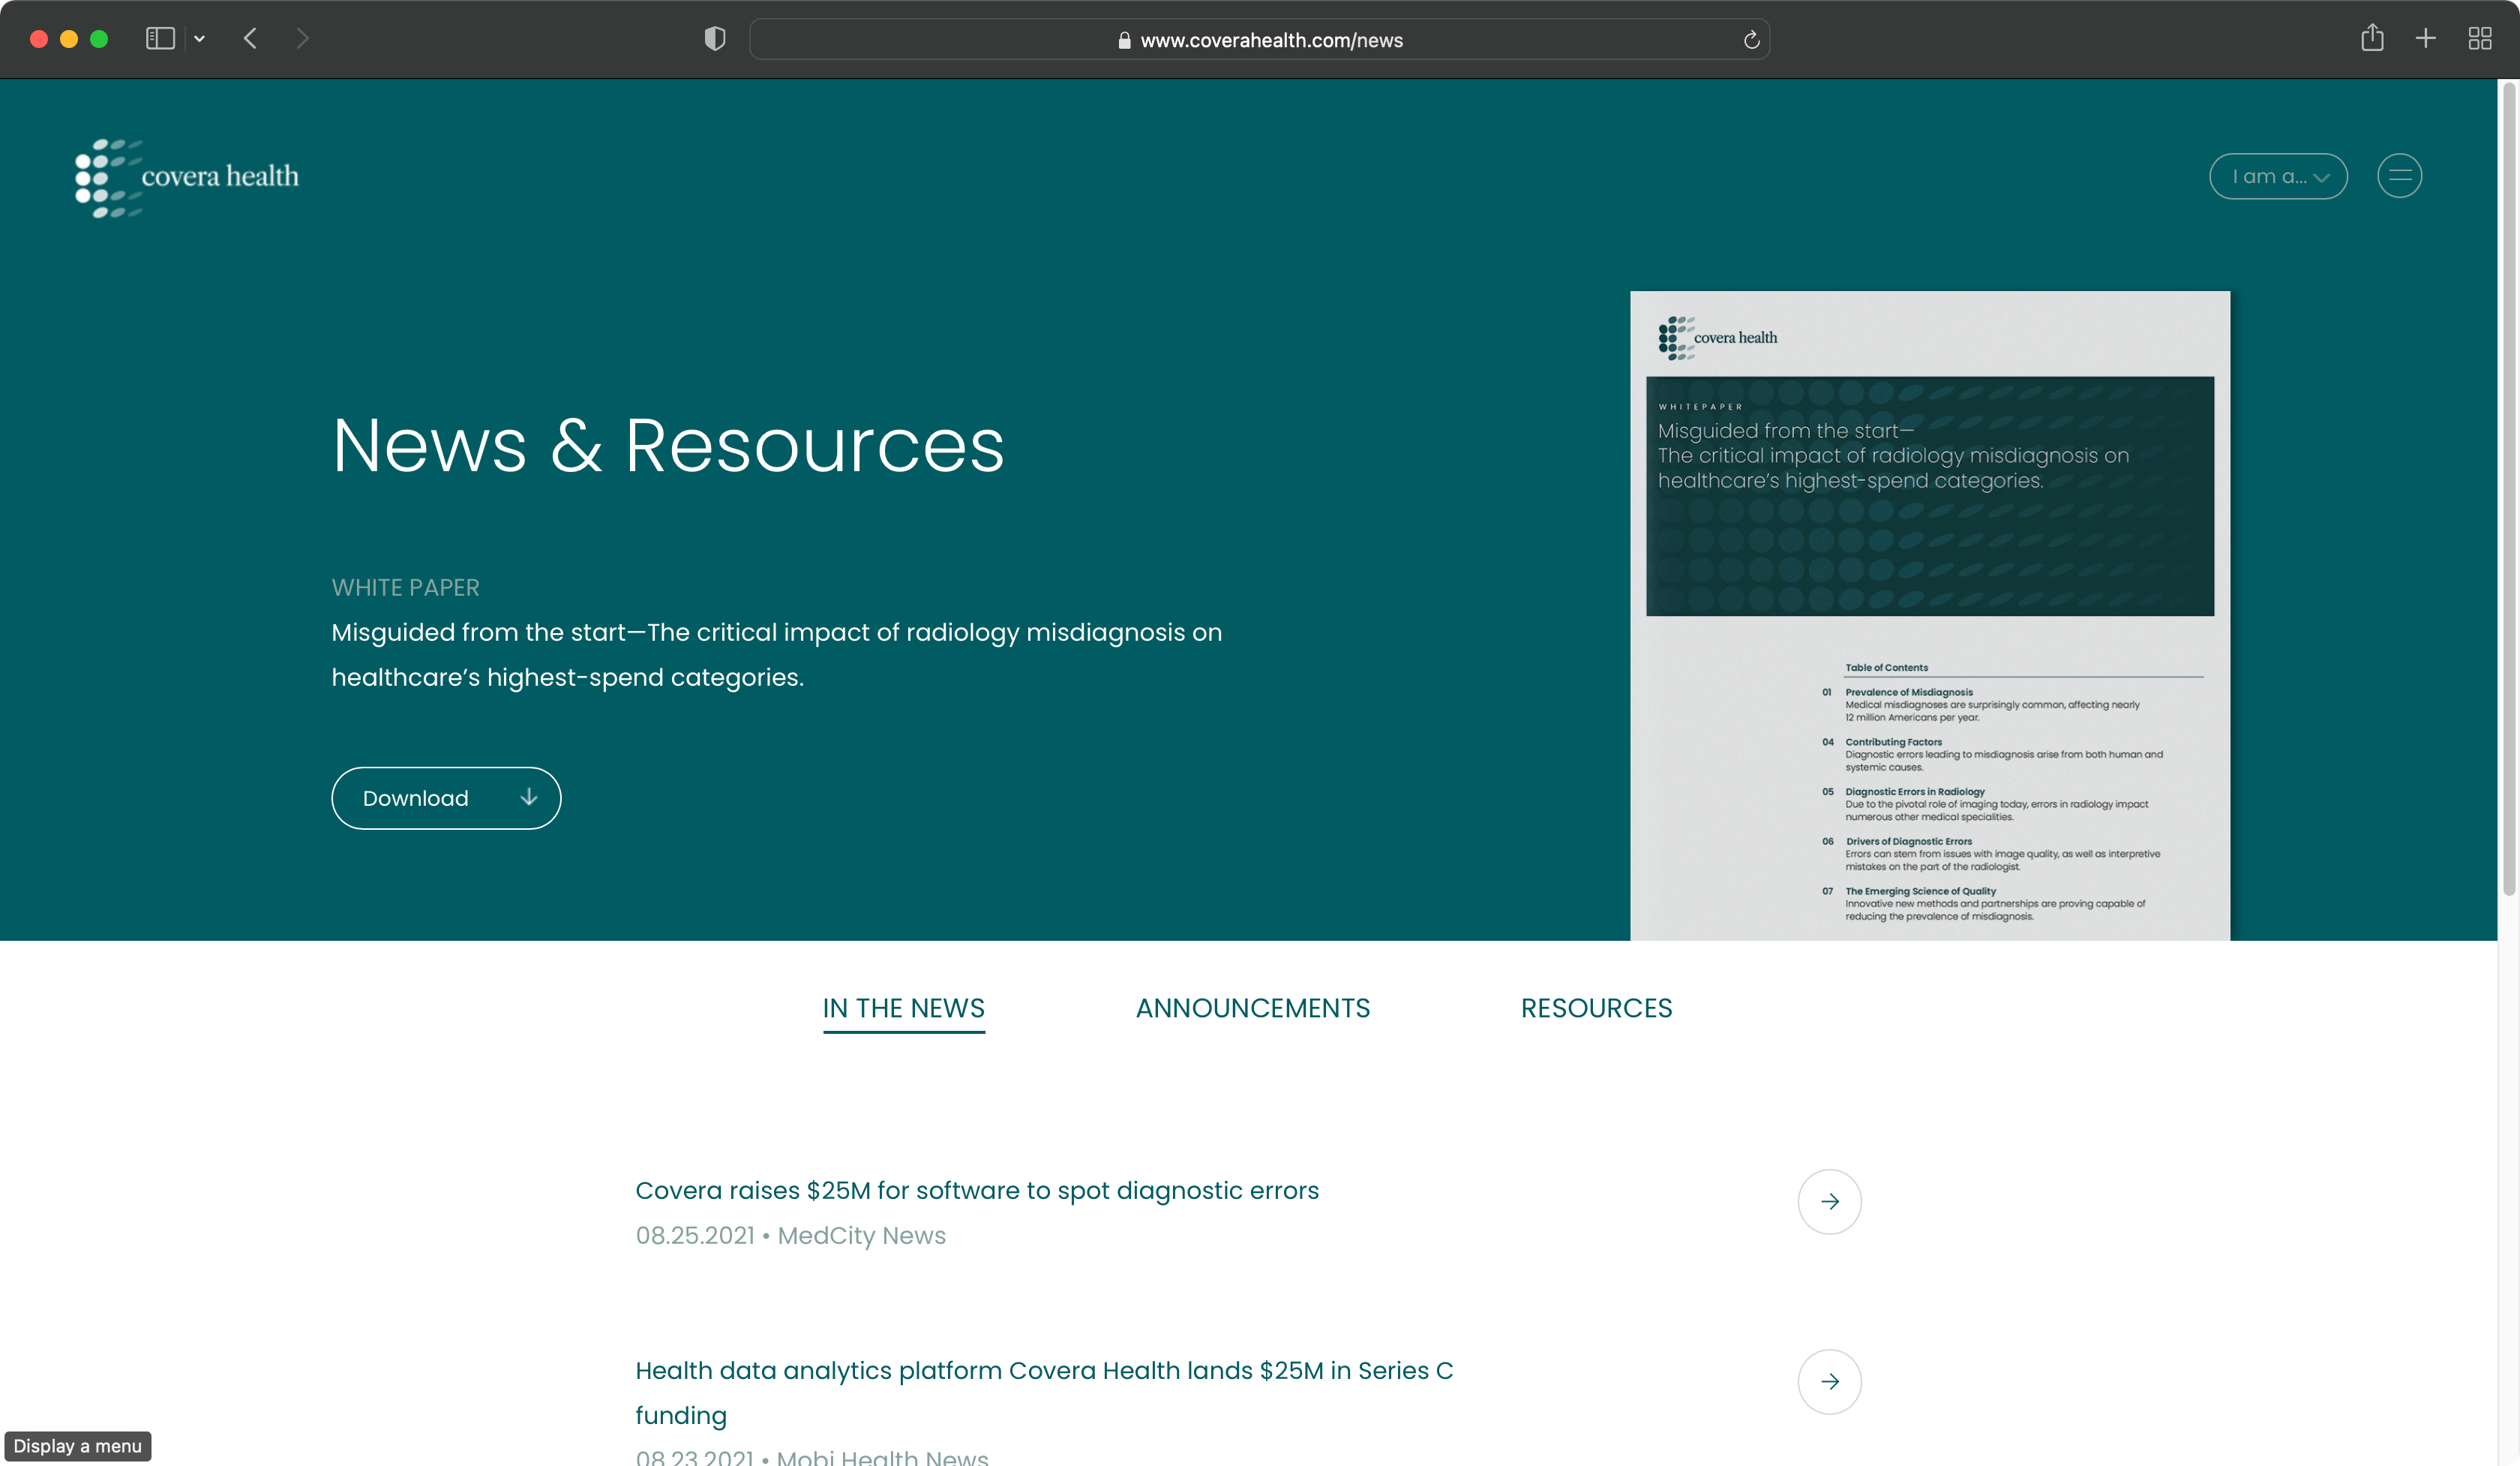 www.coverahealth.com/news
covera health
I am a...
News & Resources
WHITE PAPER
Misguided from the start—The critical impact of radiology misdiagnosis on
healthcare’s highest-spend categories.
Download
covera health
WHITEPAPER
Misguided from the start—
The critical impact of radiology misdiagnosis on
healthcare’s highest-spend categories.
Table of Contents
01 Prevalence of Misdiagnosis
Medical misdiagnoses are surprisingly common, affecting nearly
12 million Americans per year.
04 Contributing Factors
Diagnostic errors leading to misdiagnosis arise from both human and
systemic causes.
05 Diagnostic Errors in Radiology
Due to the pivotal role of imaging today, errors in radiology impact
numerous other medical specialities.
06 Drivers of Diagnostic Errors
Errors can stem from issues with image quality, as well as interpretive
mistakes on the part of the radiologist.
07 The Emerging Science of Quality
Innovative new methods and partnerships are proving capable of
reducing the prevalence of misdiagnosis.
IN THE NEWS
ANNOUNCEMENTS
RESOURCES
Covera raises $25M for software to spot diagnostic errors
08.25.2021 • MedCity News
Health data analytics platform Covera Health lands $25M in Series C
funding
08.23.2021 • Mobi Health News
Display a menu